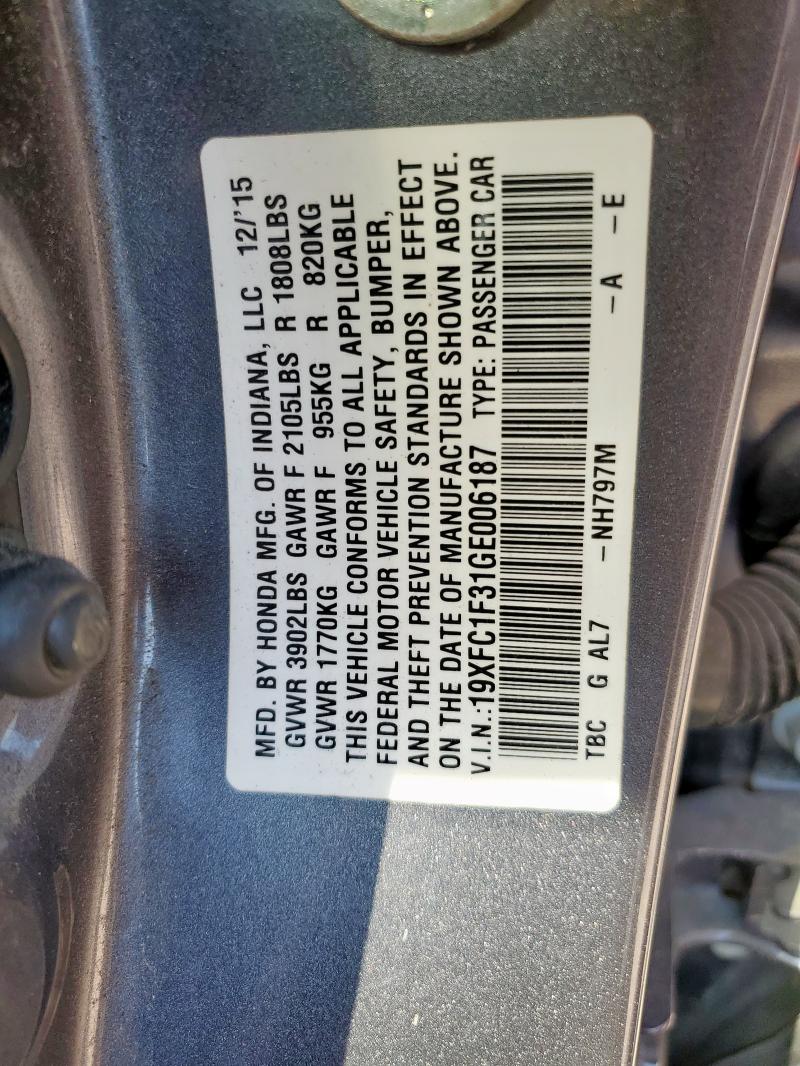 MFD. BY HONDA MFG. OF INDIANA, LLC 12/'15
GVWR 3902LBS GAWR F 2105LBS R 1808LBS
GVWR 1770KG GAWR F 955KG R 820KG
THIS VEHICLE CONFORMS TO ALL APPLICABLE
FEDERAL MOTOR VEHICLE SAFETY, BUMPER,
AND THEFT PREVENTION STANDARDS IN EFFECT
ON THE DATE OF MANUFACTURE SHOWN ABOVE.
V.I.N.:19XFC1F31GE006187 TYPE: PASSENGER CAR
TBC G AL7 -NH797M -A -E